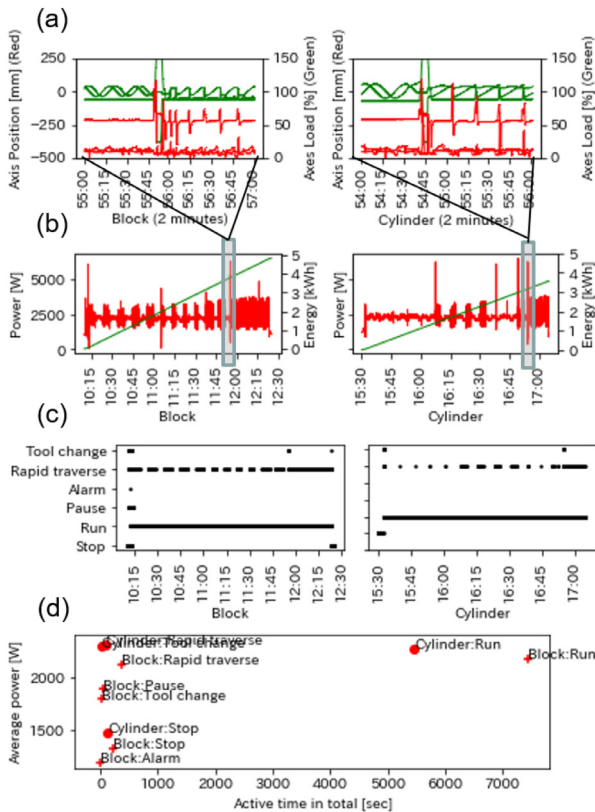 (a)
Axis Position [mm] (Red)
250
0
−250
−500
150
100
50
0
Axes Load [%] (Green)
55:00
55:15
55:30
55:45
56:00
56:15
56:30
56:45
57:00
Block (2 minutes)
Axis Position [mm] (Red)
150
100
50
0
Axes Load [%] (Green)
54:00
54:15
54:30
54:45
55:00
55:15
55:30
55:45
56:00
Cylinder (2 minutes)
(b)
Power [W]
5000
2500
0
5
4
3
2
1
0
Energy [kWh]
10:15
10:30
10:45
11:00
11:15
11:30
11:45
12:00
12:15
12:30
Block
Power [W]
5
4
3
2
1
0
Energy [kWh]
15:30
15:45
16:00
16:15
16:30
16:45
17:00
Cylinder
(c)
Tool change
Rapid traverse
Alarm
Pause
Run
Stop
10:15
10:30
10:45
11:00
11:15
11:30
11:45
12:00
12:15
12:30
Block
15:30
15:45
16:00
16:15
16:30
16:45
17:00
Cylinder
(d)
Average power [W]
2000
1500
Cylinder:Rapid traverse
Cylinder:Tool change
Block:Rapid traverse
Cylinder:Run
Block:Run
Block:Pause
Block:Tool change
Cylinder:Stop
Block:Stop
Block:Alarm
0
1000
2000
3000
4000
5000
6000
7000
Active time in total [sec]